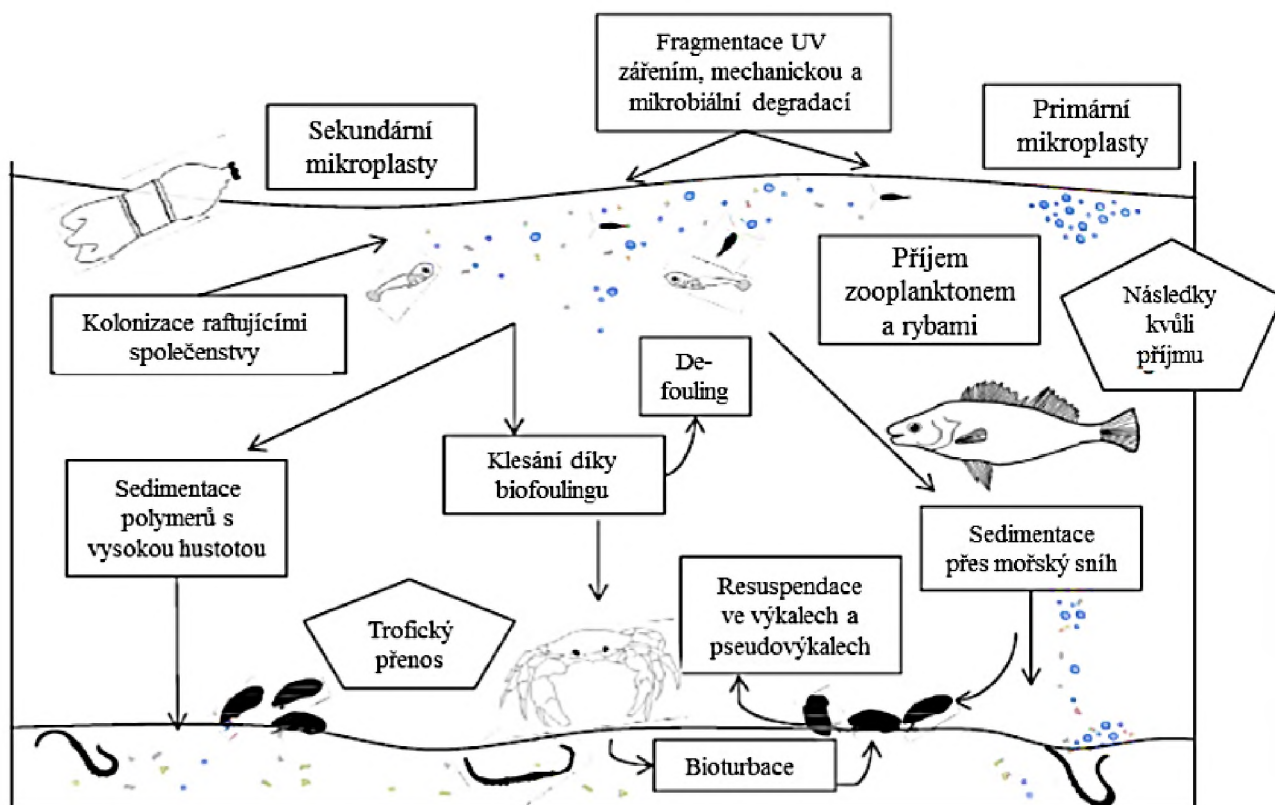 Fragmentace UV
zářením, mechanickou a
mikrobiální degradací
Sekundární
mikroplasty
Primární
mikroplasty
Kolonizace raftujícími
společenstvy
Příjem
zooplanktonem
a rybami
Následky
kvůli
příjmu
De-
fouling
Klesání díky
biofoulingu
Sedimentace
polymerů s
vysokou hustotou
Sedimentace
přes mořský sníh
Trofický
přenos
Resuspendace
ve výkalech a
pseudovýkalech
Bioturbace